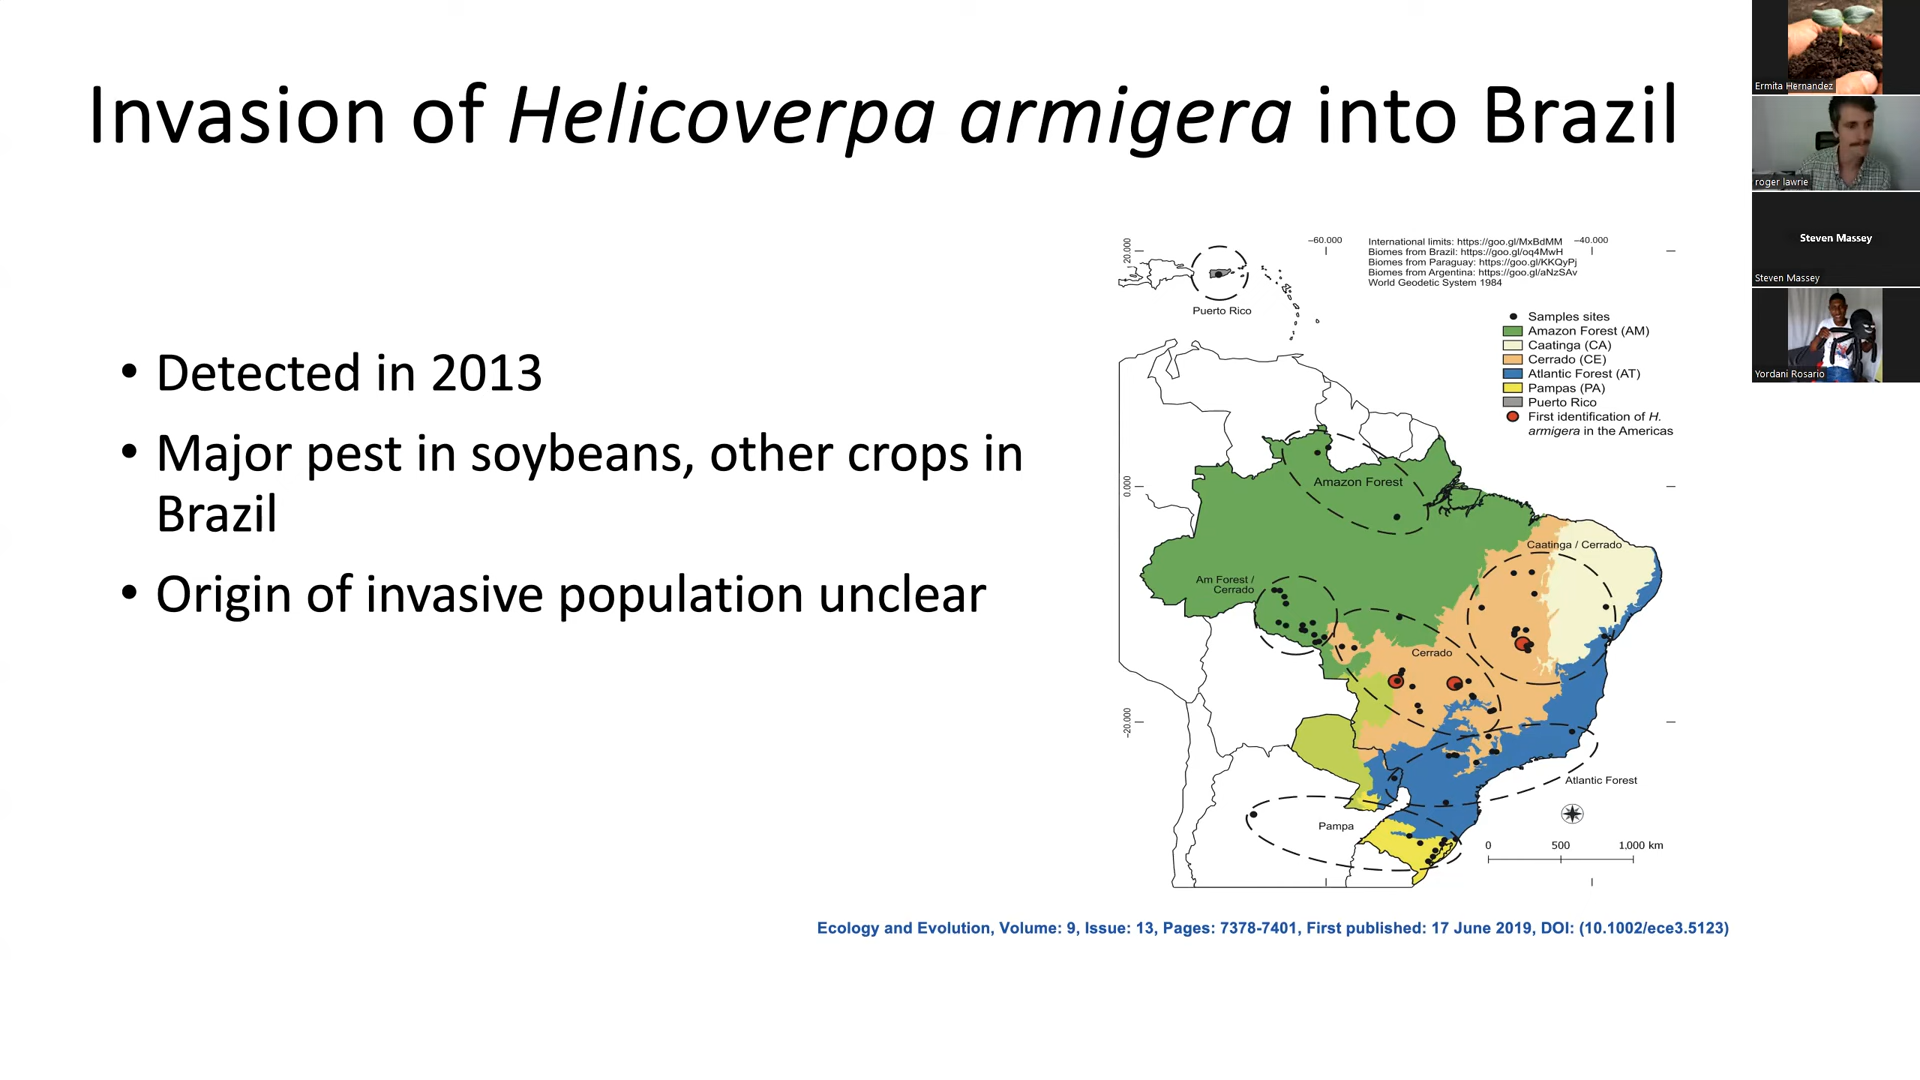 Invasion of Helicoverpa armigera into Brazil
• Detected in 2013
• Major pest in soybeans, other crops in
Brazil
• Origin of invasive population unclear
−60.000
−40.000
20.000
0.000
−20.000
International limits: https://goo.gl/MxBdMM
Biomes from Brazil: https://goo.gl/oq4MwH
Biomes from Paraguay: https://goo.gl/KKQyPj
Biomes from Argentina: https://goo.gl/aNzSAv
World Geodetic System 1984
Puerto Rico
Samples sites
Amazon Forest (AM)
Caatinga (CA)
Cerrado (CE)
Atlantic Forest (AT)
Pampas (PA)
Puerto Rico
First identification of H.
armigera in the Americas
Amazon Forest
Caatinga / Cerrado
Am Forest /
Cerrado
Cerrado
Atlantic Forest
Pampa
0 500 1,000 km
Ecology and Evolution, Volume: 9, Issue: 13, Pages: 7378-7401, First published: 17 June 2019, DOI: (10.1002/ece3.5123)
Ermita Hernandez
roger lawrie
Steven Massey
Steven Massey
Yordani Rosario